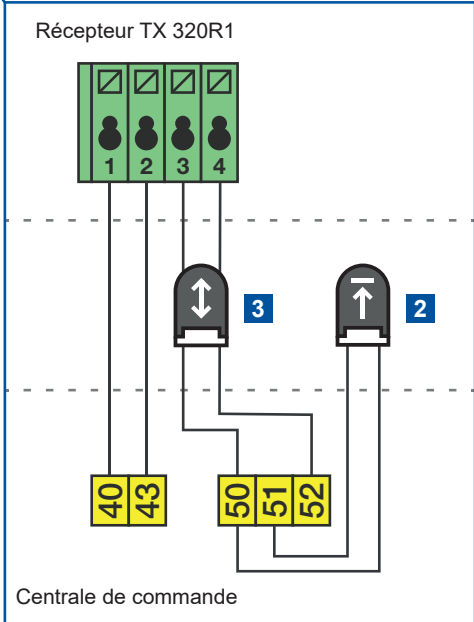 Récepteur TX 320R1
1 2 3 4
3 2
40 43 50 51 52
Centrale de commande